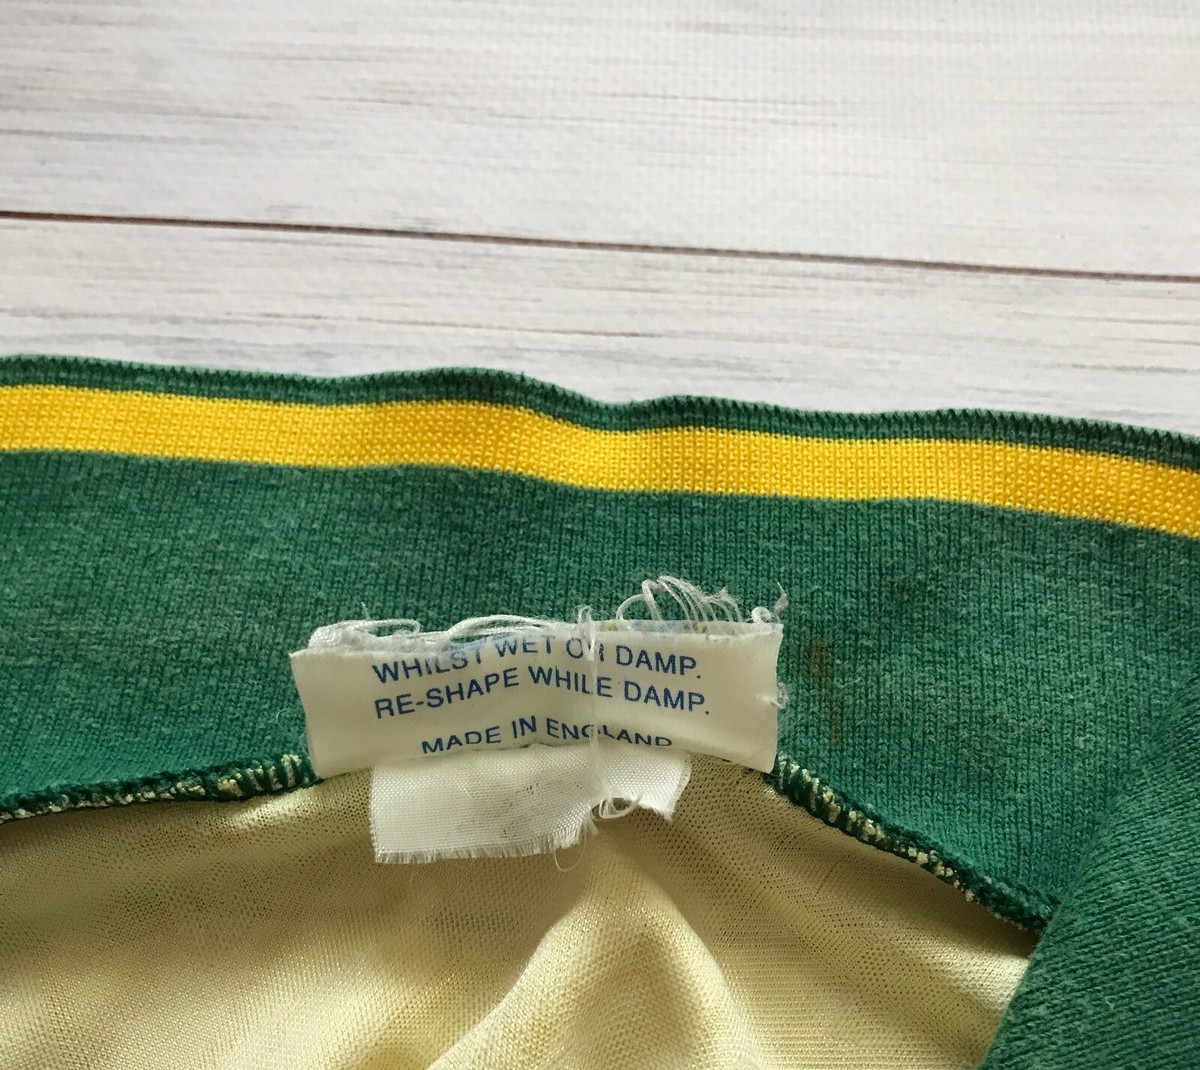 WHILST WET OR DAMP.
RE-SHAPE WHILE DAMP.
MADE IN ENGLAND